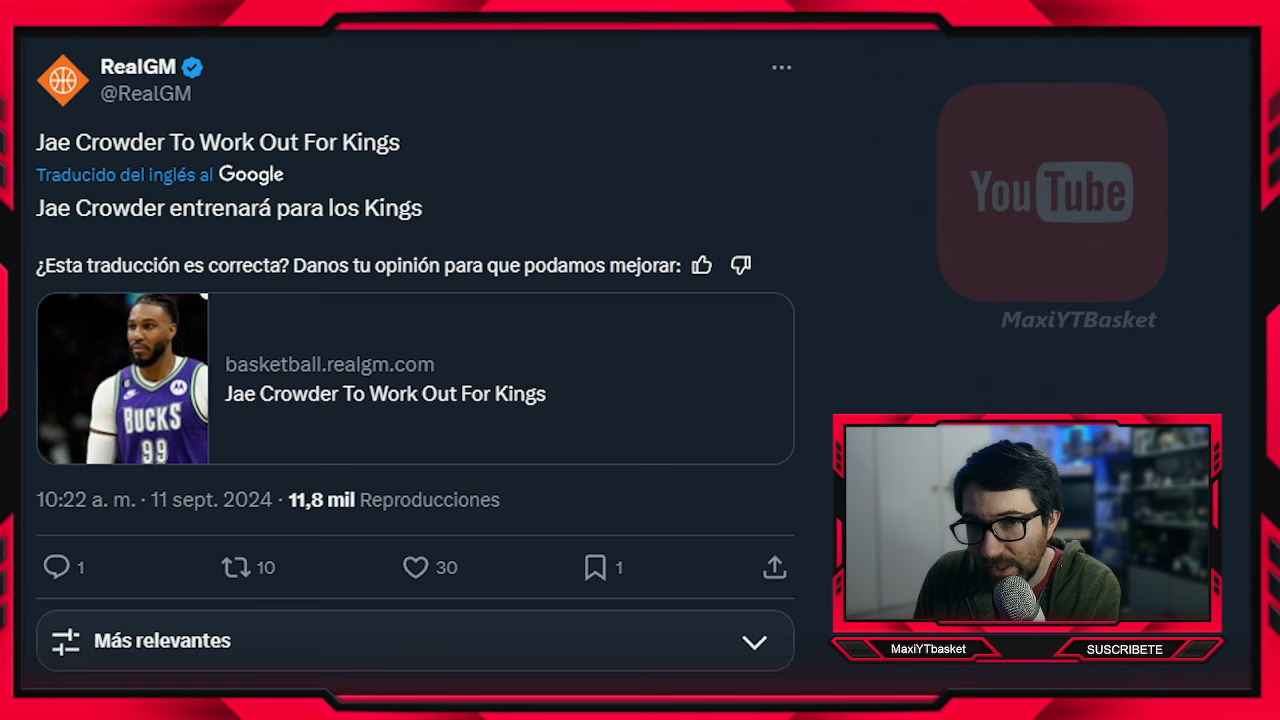 RealGM
@RealGM
Jae Crowder To Work Out For Kings
Traducido del inglés al Google
Jae Crowder entrenará para los Kings
¿Esta traducción es correcta? Danos tu opinión para que podamos mejorar:
BUCKS
99
basketball.realgm.com
Jae Crowder To Work Out For Kings
10:22 a. m. · 11 sept. 2024 · 11,8 mil Reproducciones
1
10
30
1
Más relevantes
YouTube
MaxiYTBasket
MaxiYTbasket
SUSCRIBETE